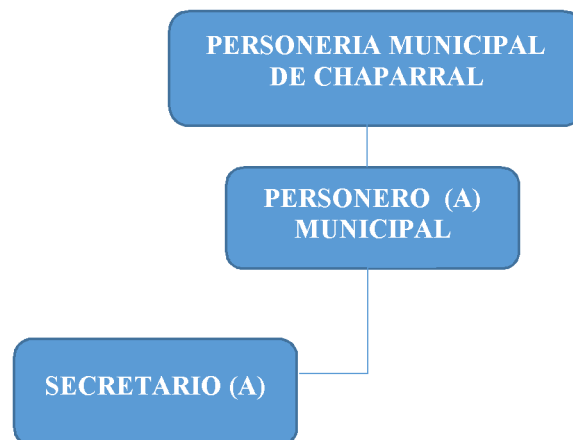 PERSONERIA MUNICIPAL
DE CHAPARRAL
PERSONERO (A)
MUNICIPAL
SECRETARIO (A)